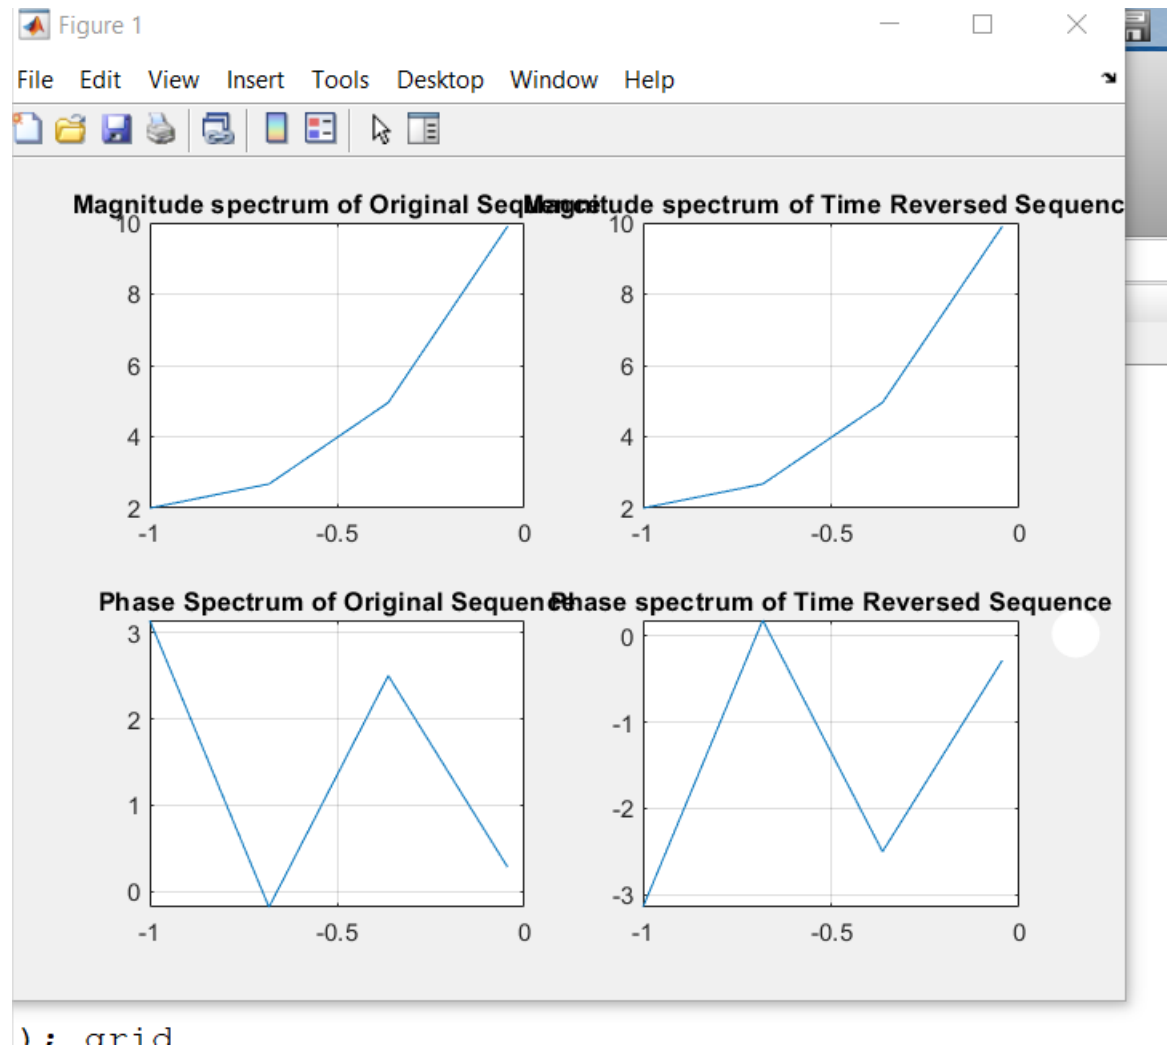 Figure 1
File Edit View Insert Tools Desktop Window Help
Magnitude spectrum of Original Sequence
Magnitude spectrum of Time Reversed Sequenc
10
8
6
4
2
-1 -0.5 0
10
8
6
4
2
-1 -0.5 0
Phase Spectrum of Original Sequence
Phase spectrum of Time Reversed Sequence
3
2
1
0
-1 -0.5 0
0
-1
-2
-3
-1 -0.5 0
); grid